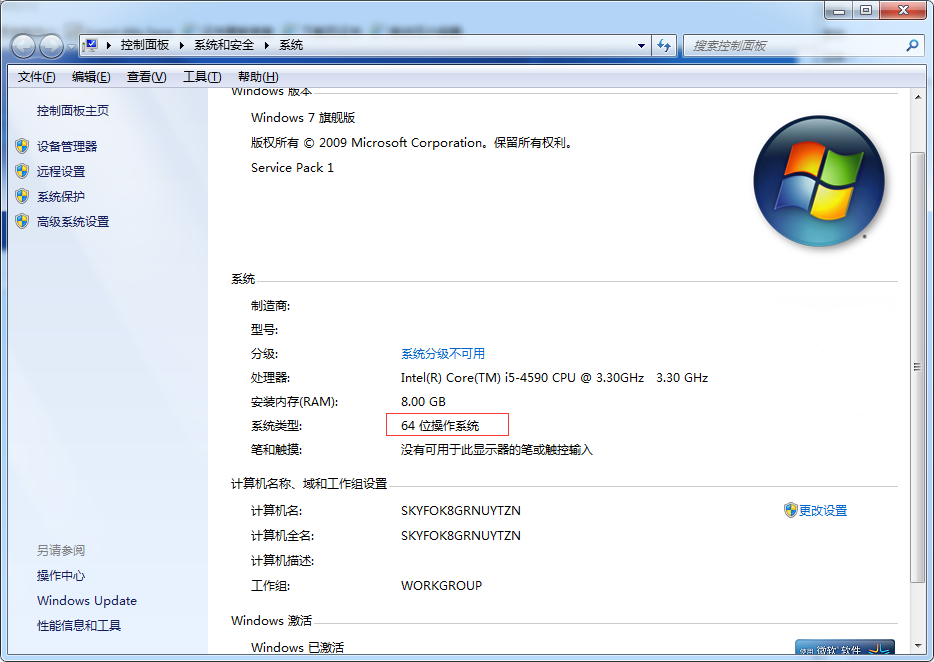 控制面板 ▸ 系统和安全 ▸ 系统
搜索控制面板
文件(F) 编辑(E) 查看(V) 工具(T) 帮助(H)
控制面板主页
设备管理器
远程设置
系统保护
高级系统设置
另请参阅
操作中心
Windows Update
性能信息和工具
Windows 版本
Windows 7 旗舰版
版权所有 © 2009 Microsoft Corporation。保留所有权利。
Service Pack 1
系统
制造商:
型号:
分级: 系统分级不可用
处理器: Intel(R) Core(TM) i5-4590 CPU @ 3.30GHz 3.30 GHz
安装内存(RAM): 8.00 GB
系统类型: 64 位操作系统
笔和触摸: 没有可用于此显示器的笔或触控输入
计算机名称、域和工作组设置
计算机名: SKYFOK8GRNUYTZN
更改设置
计算机全名: SKYFOK8GRNUYTZN
计算机描述:
工作组: WORKGROUP
Windows 激活
Windows 已激活
使用 微软 软件